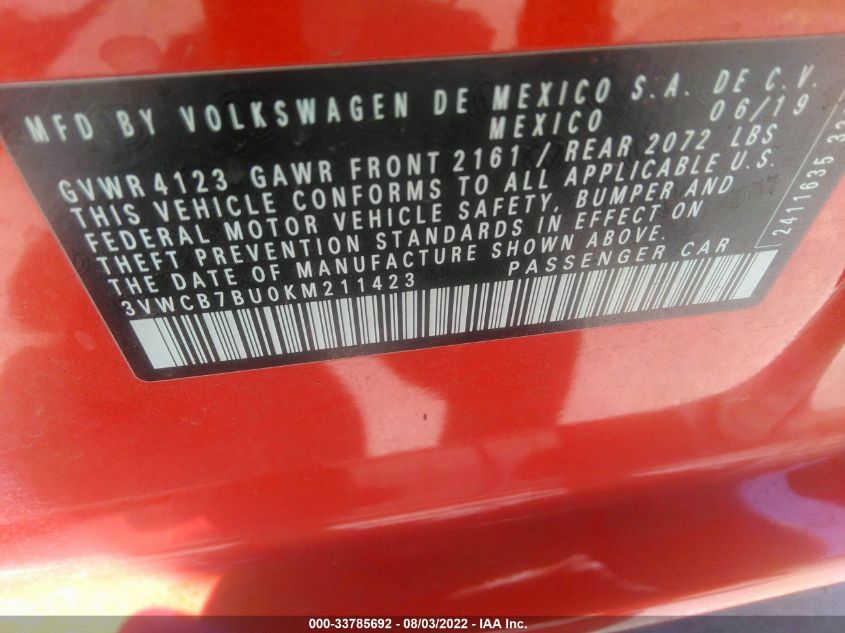 MFD BY VOLKSWAGEN DE MEXICO S.A. DE C.V.
MEXICO 06/19
GVWR 4123 GAWR FRONT 2161 // REAR 2072 LBS
THIS VEHICLE CONFORMS TO ALL APPLICABLE U.S.
FEDERAL MOTOR VEHICLE SAFETY, BUMPER AND
THEFT PREVENTION STANDARDS IN EFFECT ON
THE DATE OF MANUFACTURE SHOWN ABOVE.
3VWCB7BU0KM211423 PASSENGER CAR
2411635
000-33785692 - 08/03/2022 - IAA Inc.